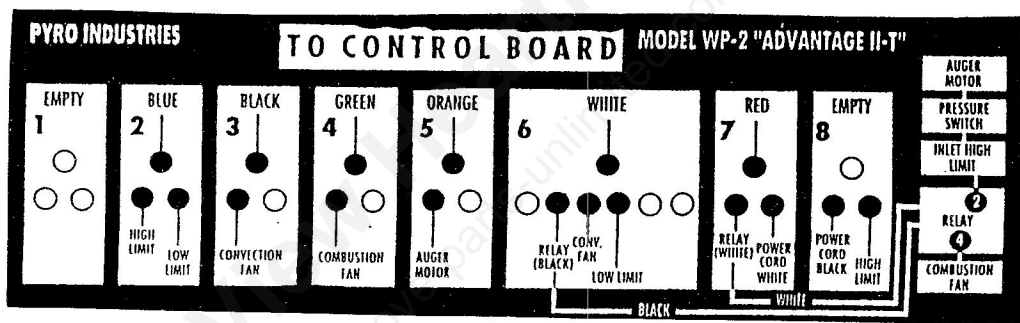 PYRO INDUSTRIES
TO CONTROL BOARD
MODEL WP-2 "ADVANTAGE II-T"
EMPTY
1
BLUE
2
HIGH
LIMIT
LOW
LIMIT
BLACK
3
CONVECTION
FAN
GREEN
4
COMBUSTION
FAN
ORANGE
5
AUGER
MOTOR
WHITE
6
RELAY
(BLACK)
CONV.
FAN
LOW LIMIT
RED
7
RELAY
(WHITE)
POWER
CORD
WHITE
EMPTY
8
POWER
CORD
BLACK
HIGH
LIMIT
AUGER
MOTOR
PRESSURE
SWITCH
INLET HIGH
LIMIT
2
RELAY
4
COMBUSTION
FAN
WHITE
BLACK